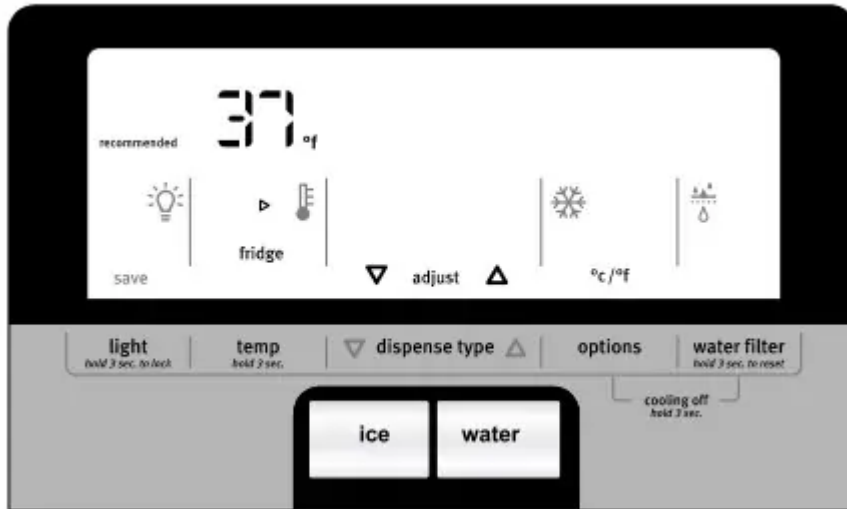 37 °f
recommended
fridge
save adjust °c/°f
light temp dispense type options water filter
hold 3 sec. to lock hold 3 sec. hold 3 sec. to reset
cooling off
hold 3 sec.
ice water